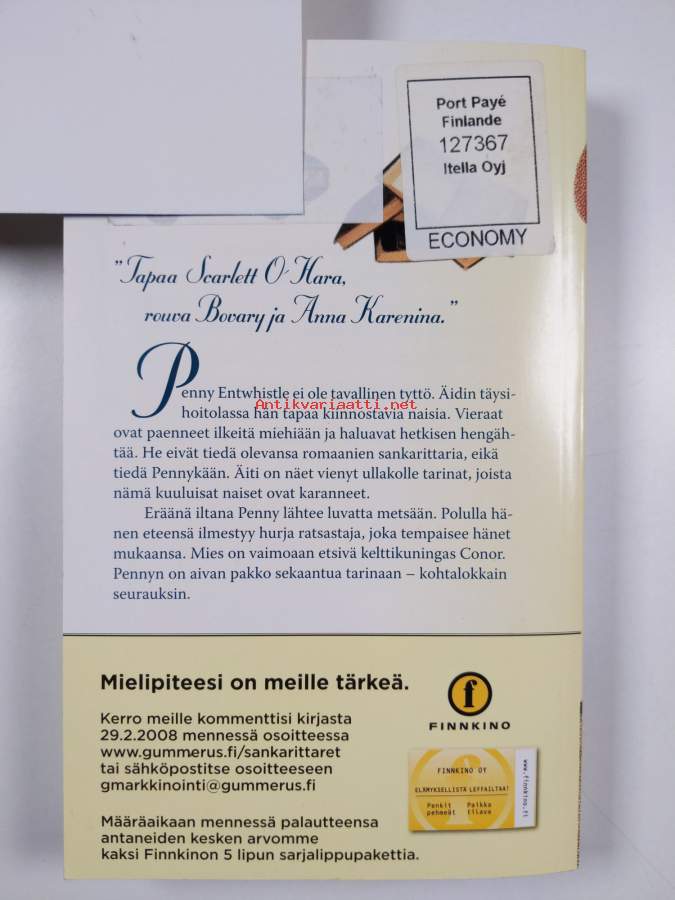 Port Payé
Finlande
127367
Itella Oyj
ECONOMY
”Tapaa Scarlett O'Hara,
rouva Bovary ja Anna Karenina.”
Penny Entwhistle ei ole tavallinen tyttö. Äidin täysi-
hoitolassa hän tapaa kiinnostavia naisia. Vieraat
Antikvariaatti.net
ovat paenneet ilkeitä miehiään ja haluavat hetkisen hengäh-
tää. He eivät tiedä olevansa romaanien sankarittaria, eikä
tiedä Pennykään. Äiti on näet vienyt ullakolle tarinat, joista
nämä kuuluisat naiset ovat karanneet.
Eräänä iltana Penny lähtee luvatta metsään. Polulla hä-
nen eteensä ilmestyy hurja ratsastaja, joka tempaisee hänet
mukaansa. Mies on vaimoaan etsivä kelttikuningas Conor.
Pennyn on aivan pakko sekaantua tarinaan – kohtalokkain
seurauksin.
Mielipiteesi on meille tärkeä.
Kerro meille kommenttisi kirjasta
29.2.2008 mennessä osoitteessa
www.gummerus.fi/sankarittaret
tai sähköpostitse osoitteeseen
gmarkkinointi@gummerus.fi
Määräaikaan mennessä palautteensa
antaneiden kesken arvomme
kaksi Finnkinon 5 lipun sarjalippupakettia.
f
FINNKINO
FINNKINO OY
ELÄMYKSELLISTÄ LEFFAILTAA!
Penkit Paikka
pehmeät tilava
www.finnkino.fi